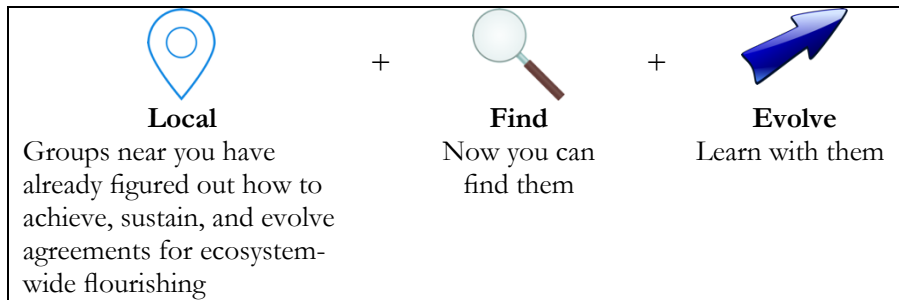 +
+
Local
Groups near you have
already figured out how to
achieve, sustain, and evolve
agreements for ecosystem-
wide flourishing
Find
Now you can
find them
Evolve
Learn with them